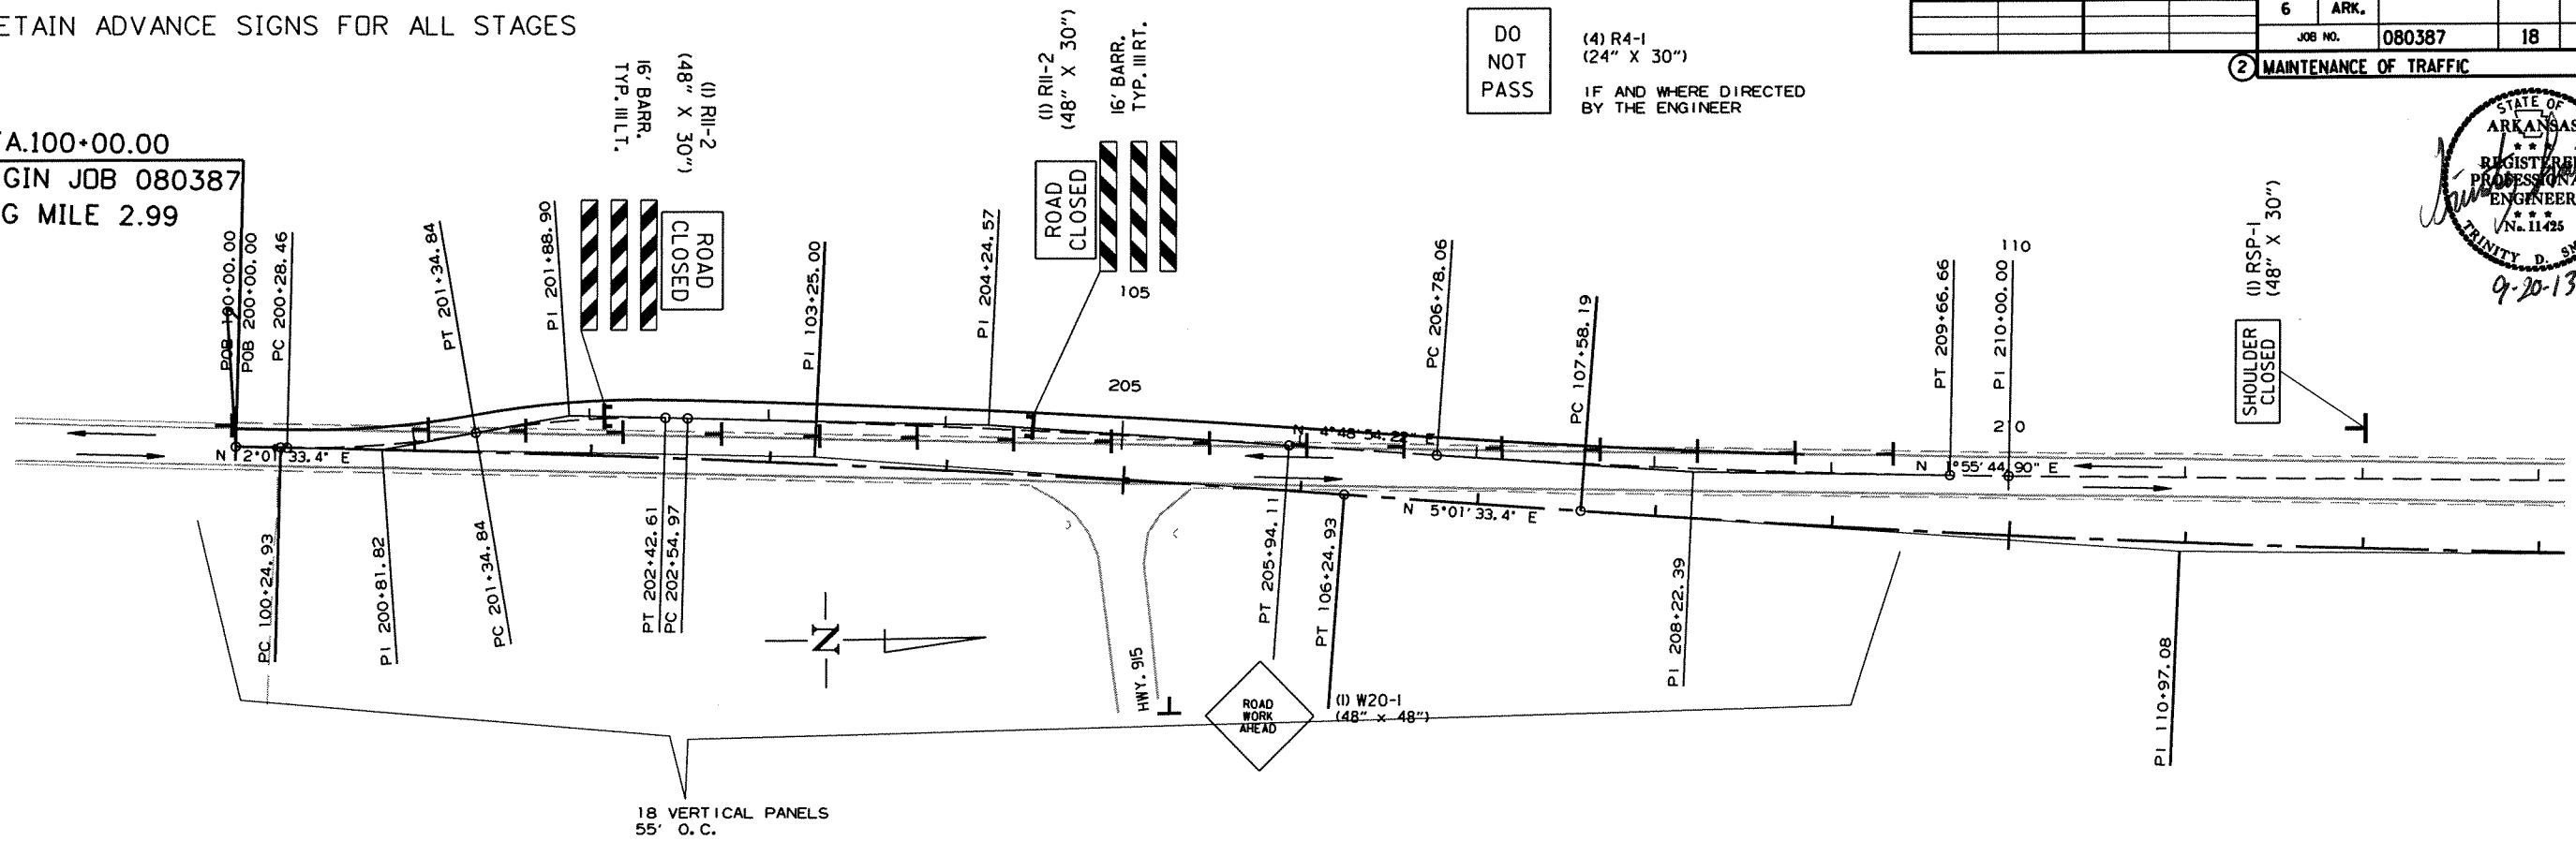 ETAIN ADVANCE SIGNS FOR ALL STAGES
TA.100+00.00
GIN JOB 080387
G MILE 2.99
16' BARR.
TYP. III LT.
(1) R11-2
(48" X 30")
ROAD
CLOSED
(1) R11-2
(48" X 30")
16' BARR.
TYP. III RT.
ROAD
CLOSED
DO
NOT
PASS
(4) R4-1
(24" X 30")
IF AND WHERE DIRECTED
BY THE ENGINEER
6 ARK.
JOB NO. 080387 18
2 MAINTENANCE OF TRAFFIC
STATE OF
ARKANSAS
REGISTERED
PROFESSIONA
ENGINEER
No. 11425
TRINITY D. SM
9-20-13
(1) RSP-1
(48" X 30")
SHOULDER
CLOSED
POB 100+00.00
POB 200+00.00
PC 200+28.46
PT 201+34.84
PI 201+88.90
PI 103+25.00
PI 204+24.57
105
205
PC 206+78.06
PC 107+58.19
PT 209+66.66
PI 210+00.00
110
2 0
N 2°01'33.4" E
N 4°48'54.22" E
N 5°01'33.4" E
N 1°55'44.90" E
PC 100+24.93
PI 200+81.82
PC 201+34.84
PT 202+42.61
PC 202+54.97
HWY. 915
PT 205+94.11
PT 106+24.93
PI 208+22.39
PI 110+97.08
N
ROAD
WORK
AHEAD
(1) W20-1
(48" x 48")
18 VERTICAL PANELS
55' O.C.